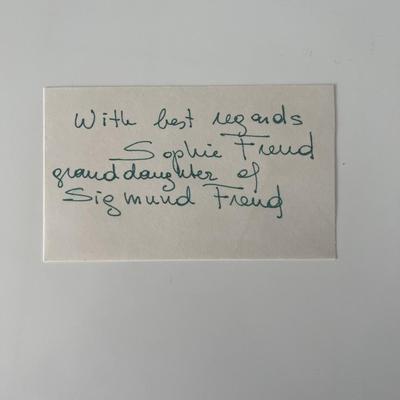 With best regards
Sophie Freud
granddaughter of
Sigmund Freud